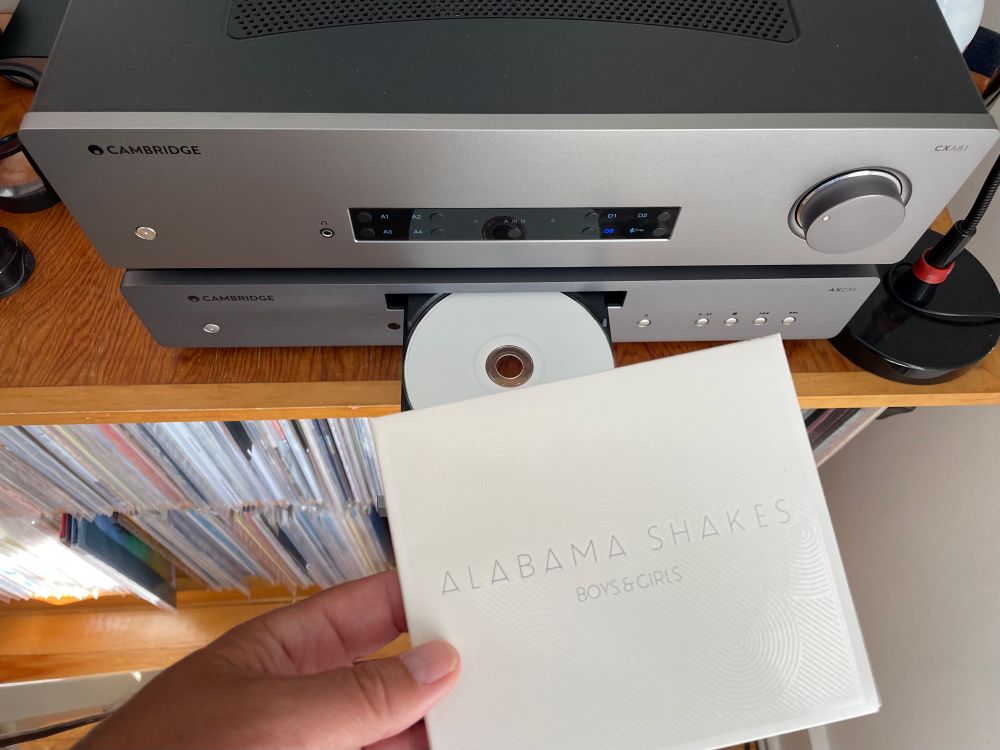 CAMBRIDGE
CXA81
A1 A2
A3 A4
A B
D1 D2
D3
CAMBRIDGE
AXC35
ALABAMA SHAKES
BOYS & GIRLS